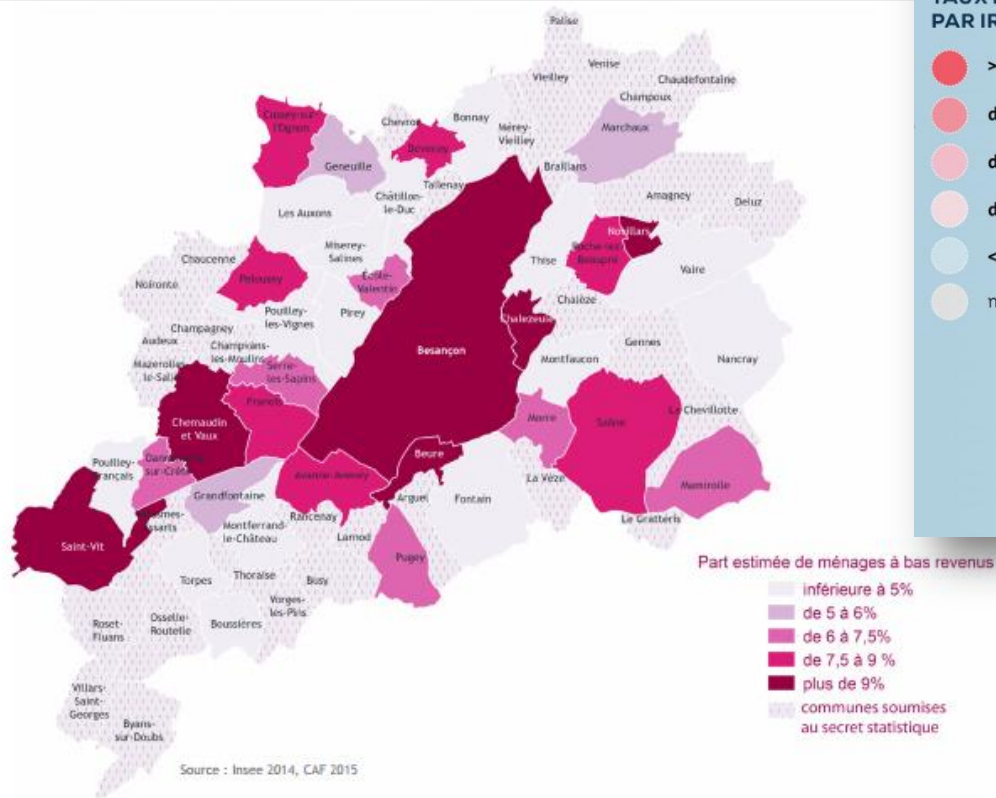 Palise
Venise
Vieilley
Chaudefontaine
Champoux
Cussey-sur-
l'Ognon
Chevroz
Bonnay
Mérey-
Vieilley
Marchaux
Devecey
Geneuille
Braillans
Tallenay
Châtillon-
le-Duc
Amagney
Deluz
Les Auxons
Novillars
Roche-lez-
Beaupré
Miserey-
Salines
Chaucenne
Thise
Vaire
Pelousey
École-
Valentin
Noironte
Chalèze
Pouilley-
les-Vignes
Pirey
Chalezeule
Champagney
Audeux
Champvans-
les-Moulins
Besançon
Gennes
Montfaucon
Nancray
Mazerolles-
le-Salin
Serre-
les-Sapins
Franois
La Chevillotte
Morre
Saône
Chemaudin
et Vaux
Beure
Pouilley-
Français
sur-Crête
Avanne-Aveney
La Vèze
Mamirolle
Grandfontaine
Arguel
Fontain
Rancenay
Le Gratteris
Montferrand-
le-Château
Larnod
Saint-Vit
Pugey
Torpes
Thoraise
Busy
Vorges-
les-Pins
Roset-
Fluans
Osselle-
Routelle
Boussières
Villars-
Saint-
Georges
Byans-
sur-Doubs
Source : Insee 2014, CAF 2015
Part estimée de ménages à bas revenus
inférieure à 5%
de 5 à 6%
de 6 à 7,5%
de 7,5 à 9 %
plus de 9%
communes soumises
au secret statistique
PAR IR
>
d
d
d
<
n